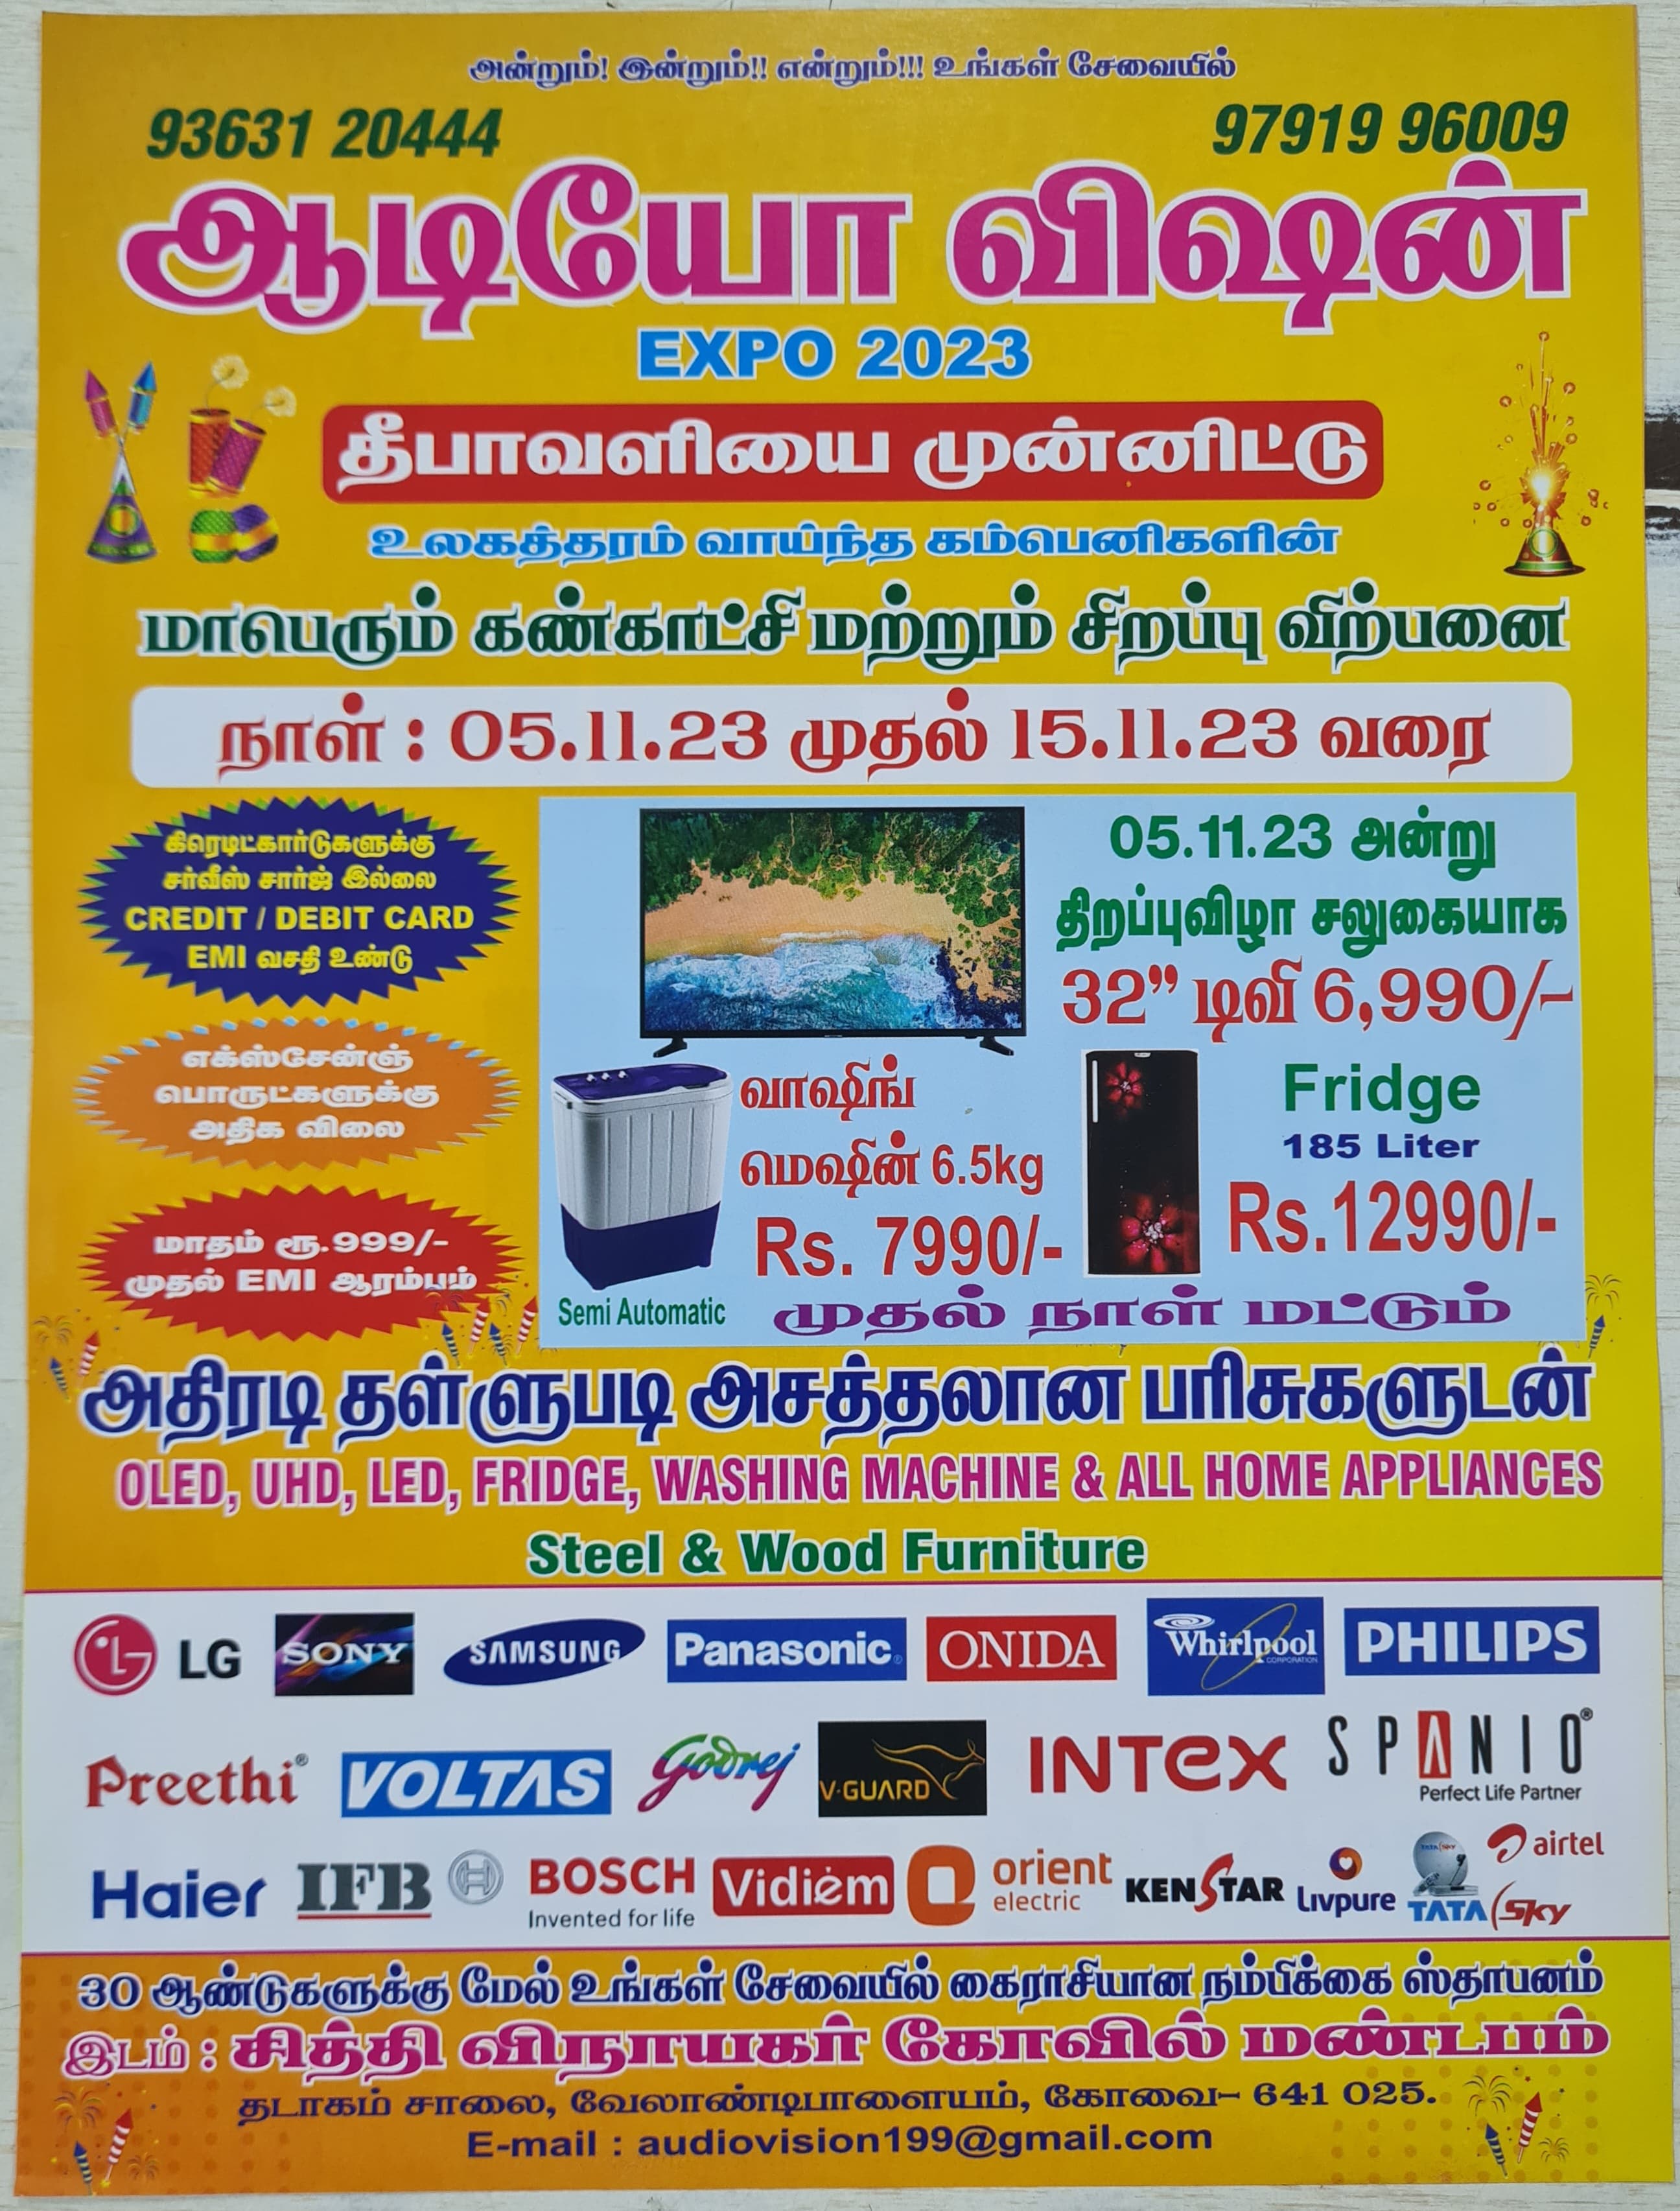 அன்றும்! இன்றும்!! என்றும்!!! உங்கள் சேவையில்
93631 20444
97919 96009
ஆடியோ விஷன்
EXPO 2023
தீபாவளியை முன்னிட்டு
உலகத்தரம் வாய்ந்த கம்பெனிகளின்
மாபெரும் கண்காட்சி மற்றும் சிறப்பு விற்பனை
நாள் : 05.11.23 முதல் 15.11.23 வரை
கிரெடிட்கார்டுகளுக்கு
சர்வீஸ் சார்ஜ் இல்லை
CREDIT / DEBIT CARD
EMI வசதி உண்டு
எக்ஸ்சேன்ஞ்
பொருட்களுக்கு
அதிக விலை
மாதம் ரூ.999/-
முதல் EMI ஆரம்பம்
05.11.23 அன்று
திறப்புவிழா சலுகையாக
32” டிவி 6,990/-
வாஷிங்
மெஷின் 6.5kg
Rs. 7990/-
Semi Automatic
Fridge
185 Liter
Rs.12990/-
முதல் நாள் மட்டும்
அதிரடி தள்ளுபடி அசத்தலான பரிசுகளுடன்
OLED, UHD, LED, FRIDGE, WASHING MACHINE & ALL HOME APPLIANCES
Steel & Wood Furniture
LG SONY SAMSUNG Panasonic ONIDA Whirlpool CORPORATION PHILIPS
Preethi® VOLTAS Godrej V-GUARD INTEX SPANIO®
Perfect Life Partner
Haier IFB BOSCH Vidiem orient electric KENSTAR Livpure TATA Sky airtel
Invented for life
30 ஆண்டுகளுக்கு மேல் உங்கள் சேவையில் கைராசியான நம்பிக்கை ஸ்தாபனம்
இடம் : சித்தி விநாயகர் கோவில் மண்டபம்
தடாகம் சாலை, வேலாண்டிபாளையம், கோவை– 641 025.
E-mail : audiovision199@gmail.com